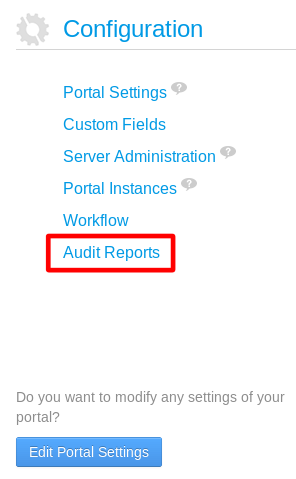 Configuration
Portal Settings ?
Custom Fields
Server Administration ?
Portal Instances ?
Workflow
Audit Reports
Do you want to modify any settings of your
portal?
Edit Portal Settings